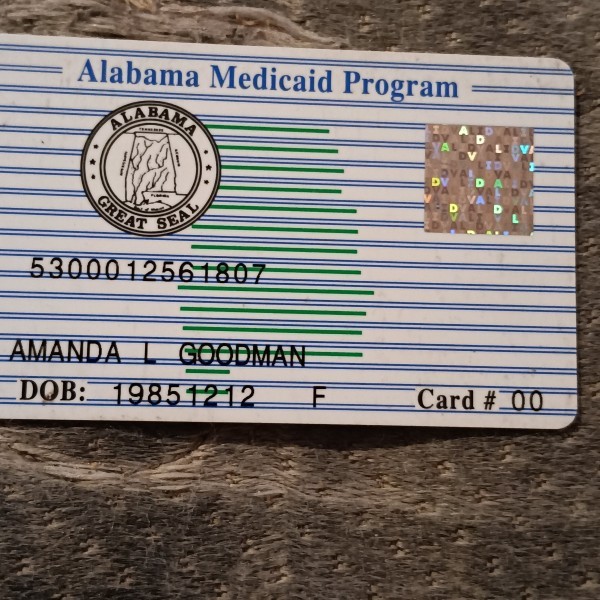 Alabama Medicaid Program
ALABAMA
GREAT SEAL
5300012561807
AMANDA L GOODMAN
DOB: 19851212 F Card # 00